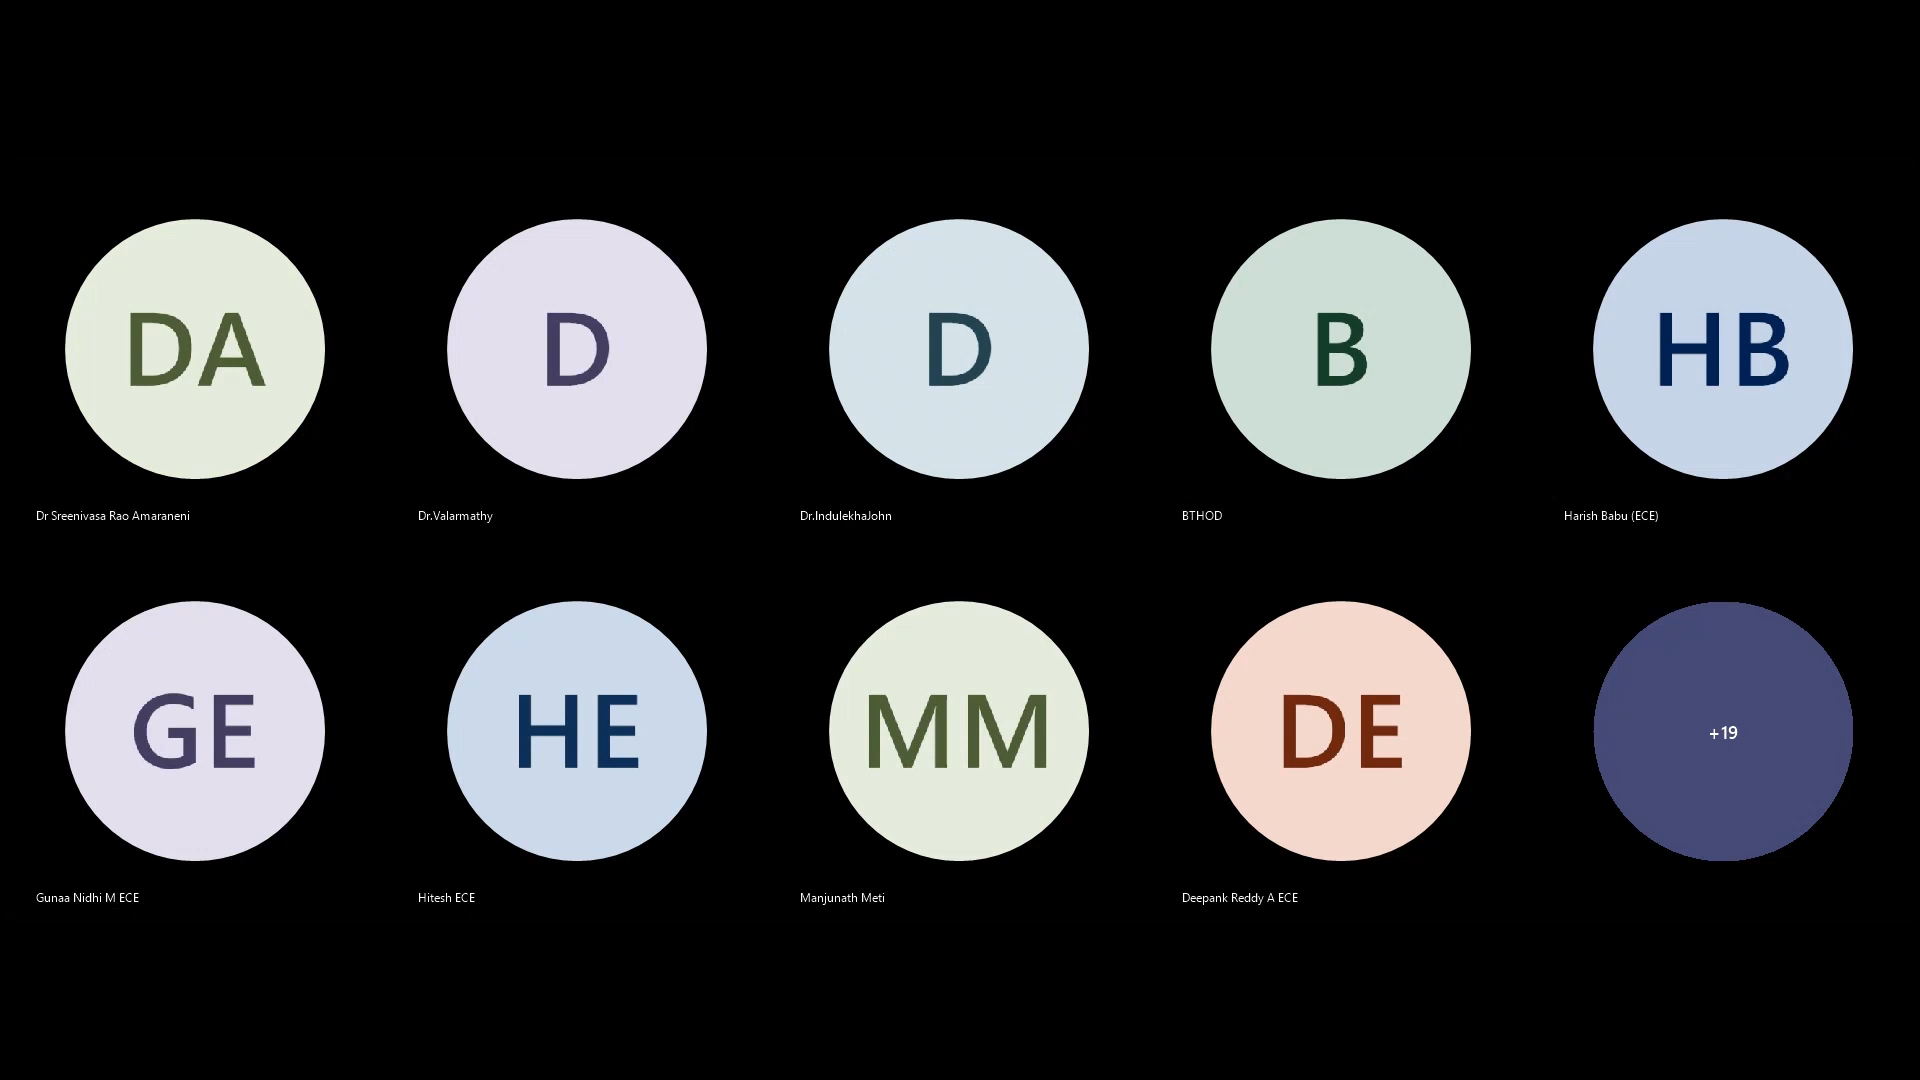 DA
D
D
B
HB
Dr Sreenivasa Rao Amaraneni
Dr.Valarmathy
Dr.IndulekhaJohn
BTHOD
Harish Babu (ECE)
GE
HE
MM
DE
+19
Gunaa Nidhi M ECE
Hitesh ECE
Manjunath Meti
Deepank Reddy A ECE